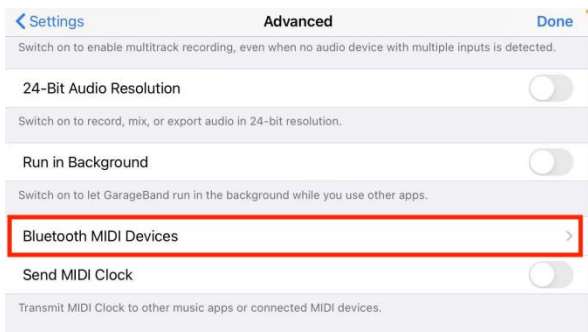 Settings
Advanced
Done
Switch on to enable multitrack recording, even when no audio device with multiple inputs is detected.
24-Bit Audio Resolution
Switch on to record, mix, or export audio in 24-bit resolution.
Run in Background
Switch on to let GarageBand run in the background while you use other apps.
Bluetooth MIDI Devices
Send MIDI Clock
Transmit MIDI Clock to other music apps or connected MIDI devices.